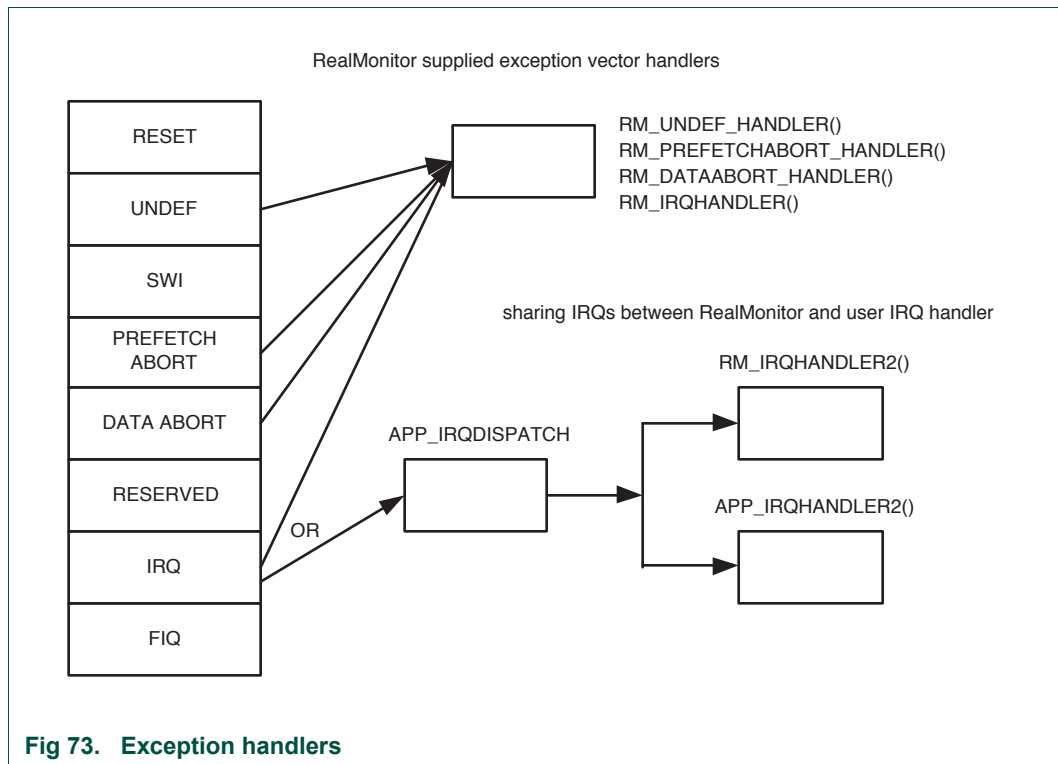 RealMonitor supplied exception vector handlers
RESET
UNDEF
SWI
PREFETCH
ABORT
DATA ABORT
RESERVED
IRQ
FIQ
RM_UNDEF_HANDLER()
RM_PREFETCHABORT_HANDLER()
RM_DATAABORT_HANDLER()
RM_IRQHANDLER()
sharing IRQs between RealMonitor and user IRQ handler
RM_IRQHANDLER2()
APP_IRQDISPATCH
OR
APP_IRQHANDLER2()
Fig 73. Exception handlers